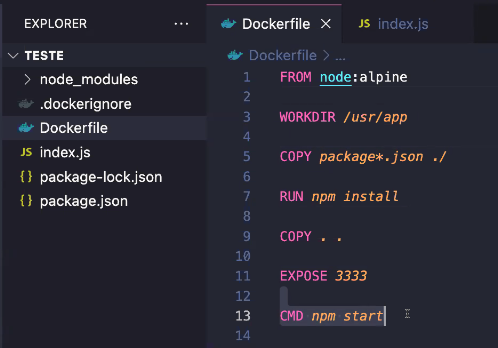 EXPLORER ...
TESTE
node_modules
.dockerignore
Dockerfile
JS index.js
{} package-lock.json
{} package.json
Dockerfile
JS index.js
Dockerfile > ...
1 FROM node:alpine
2
3 WORKDIR /usr/app
4
5 COPY package*.json ./
6
7 RUN npm install
8
9 COPY . .
10
11 EXPOSE 3333
12
13 CMD npm start
14